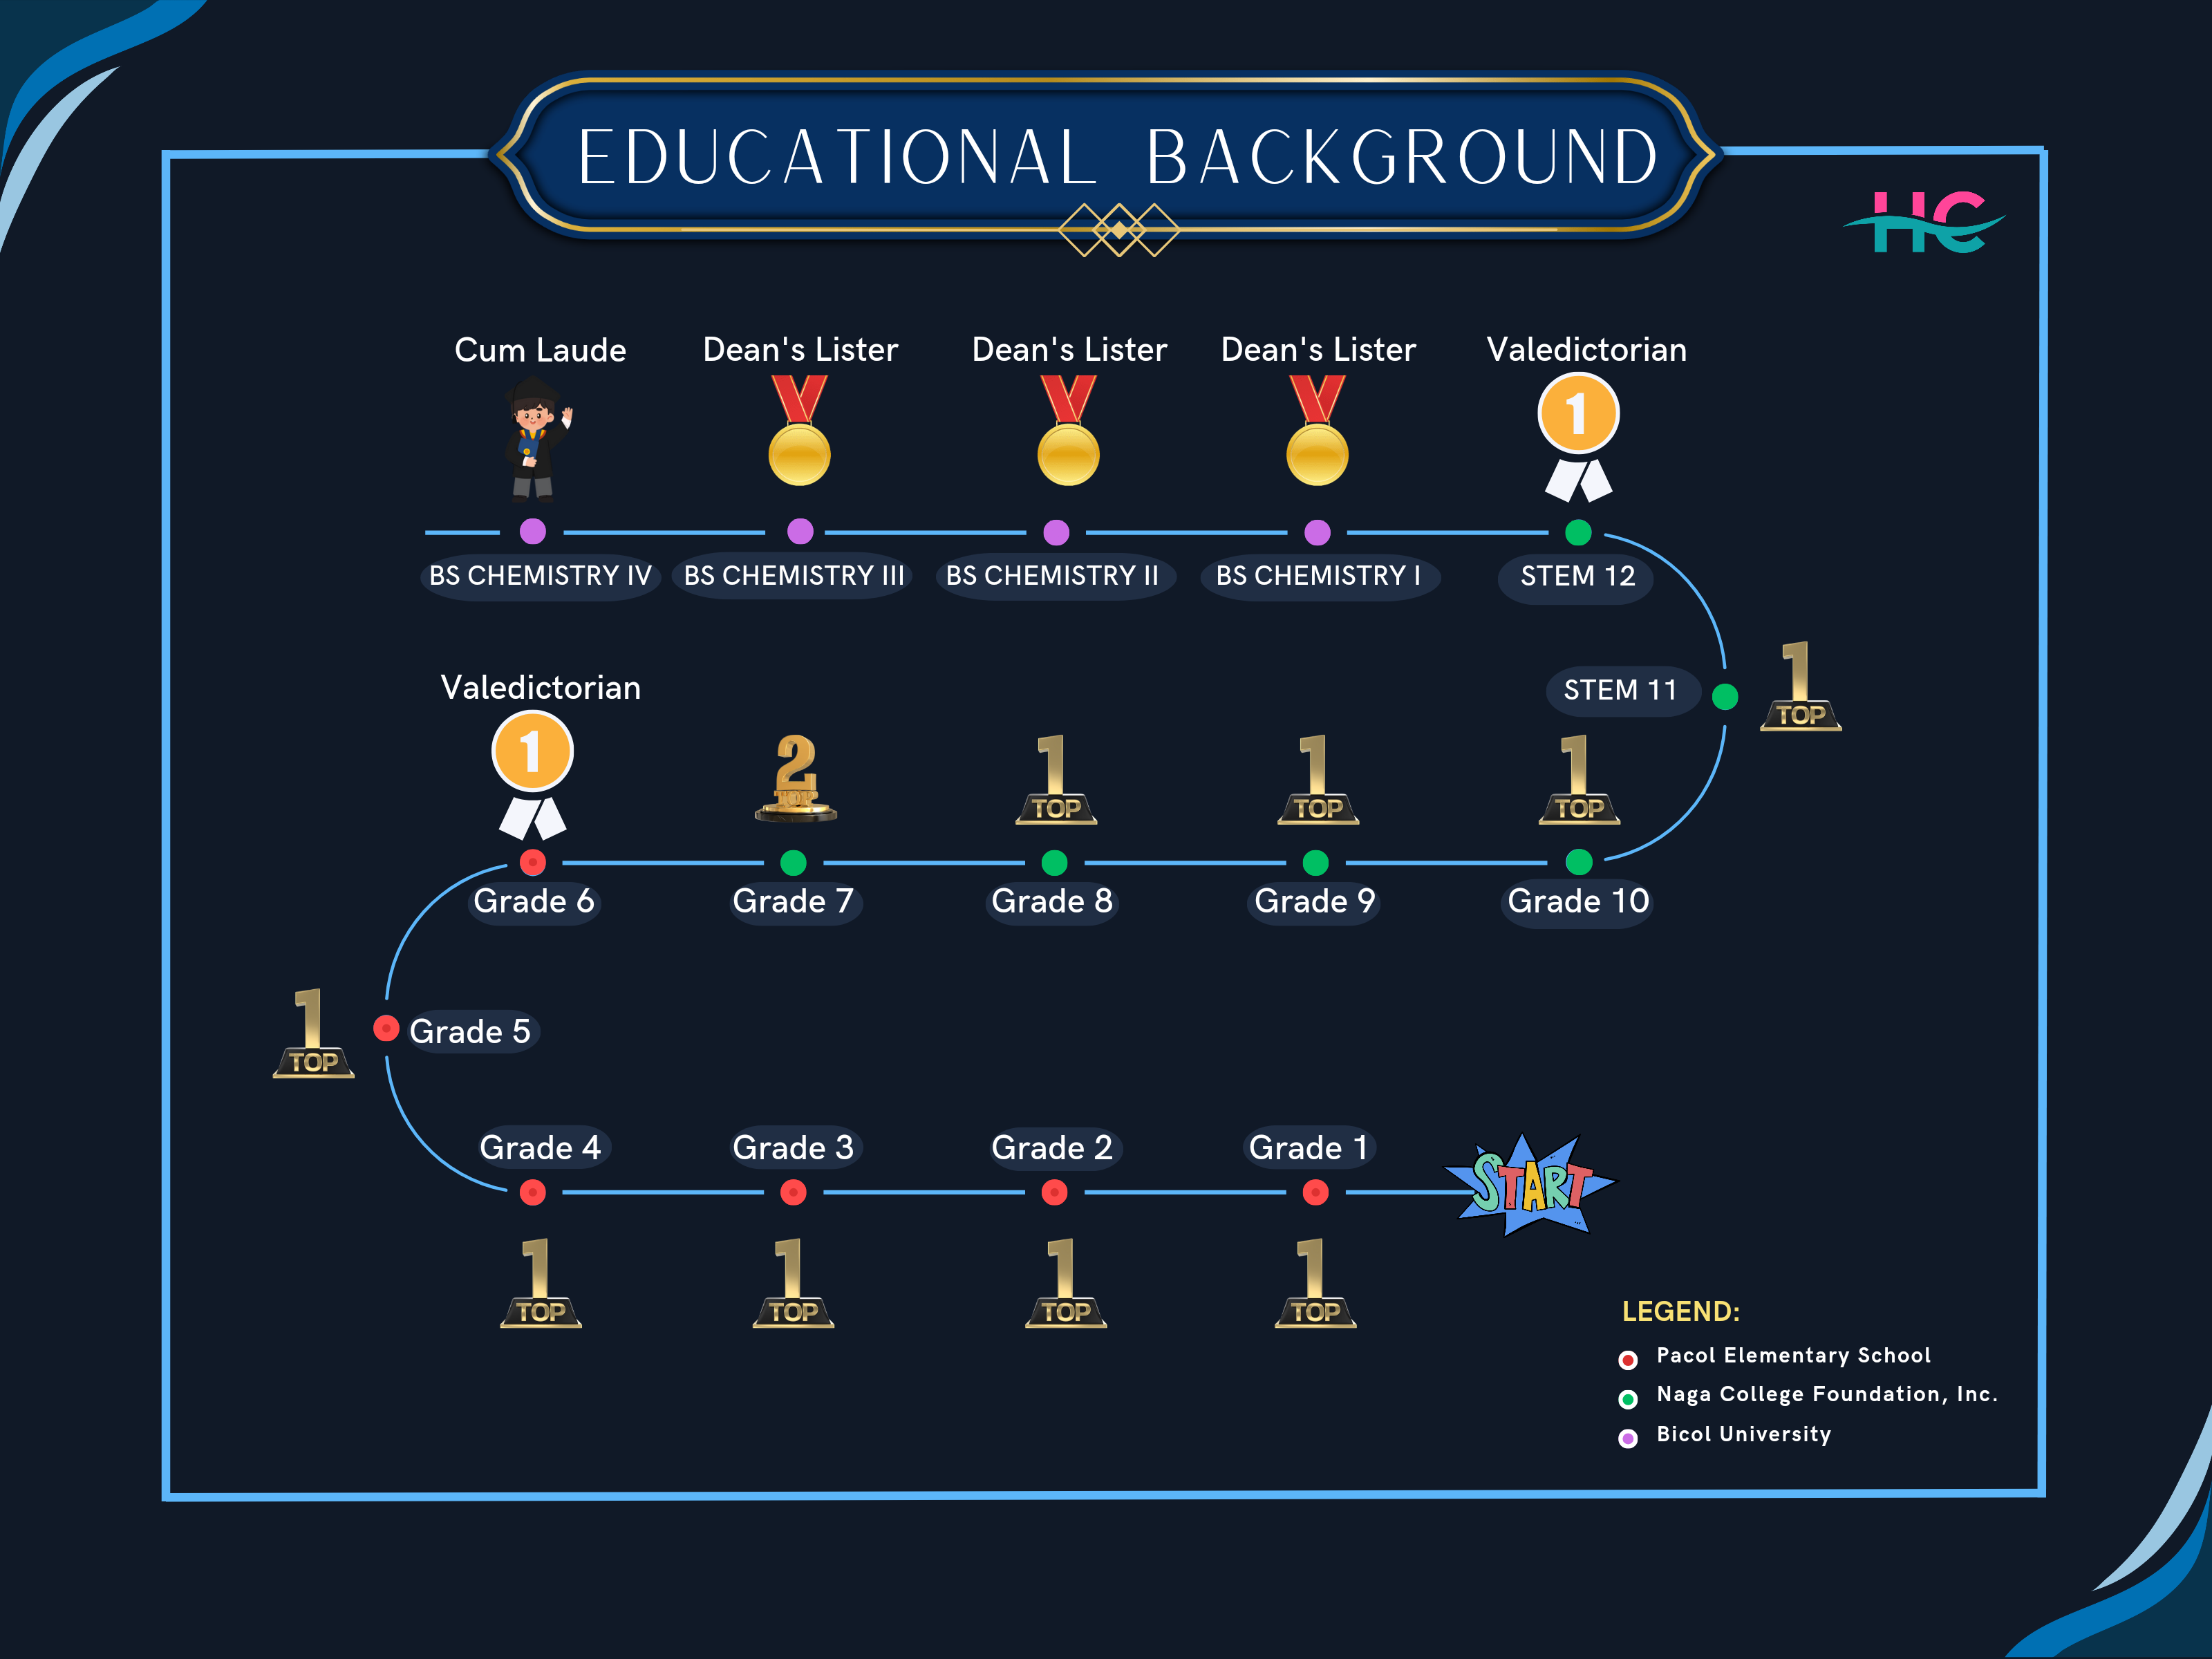 EDUCATIONAL BACKGROUND
HC
Cum Laude
Dean's Lister
Dean's Lister
Dean's Lister
Valedictorian
1
BS CHEMISTRY IV
BS CHEMISTRY III
BS CHEMISTRY II
BS CHEMISTRY I
STEM 12
STEM 11
1
TOP
Valedictorian
1
2
1
TOP
1
TOP
1
TOP
Grade 6
Grade 7
Grade 8
Grade 9
Grade 10
1
TOP
Grade 5
Grade 4
Grade 3
Grade 2
Grade 1
START
1
TOP
1
TOP
1
TOP
1
TOP
LEGEND:
Pacol Elementary School
Naga College Foundation, Inc.
Bicol University